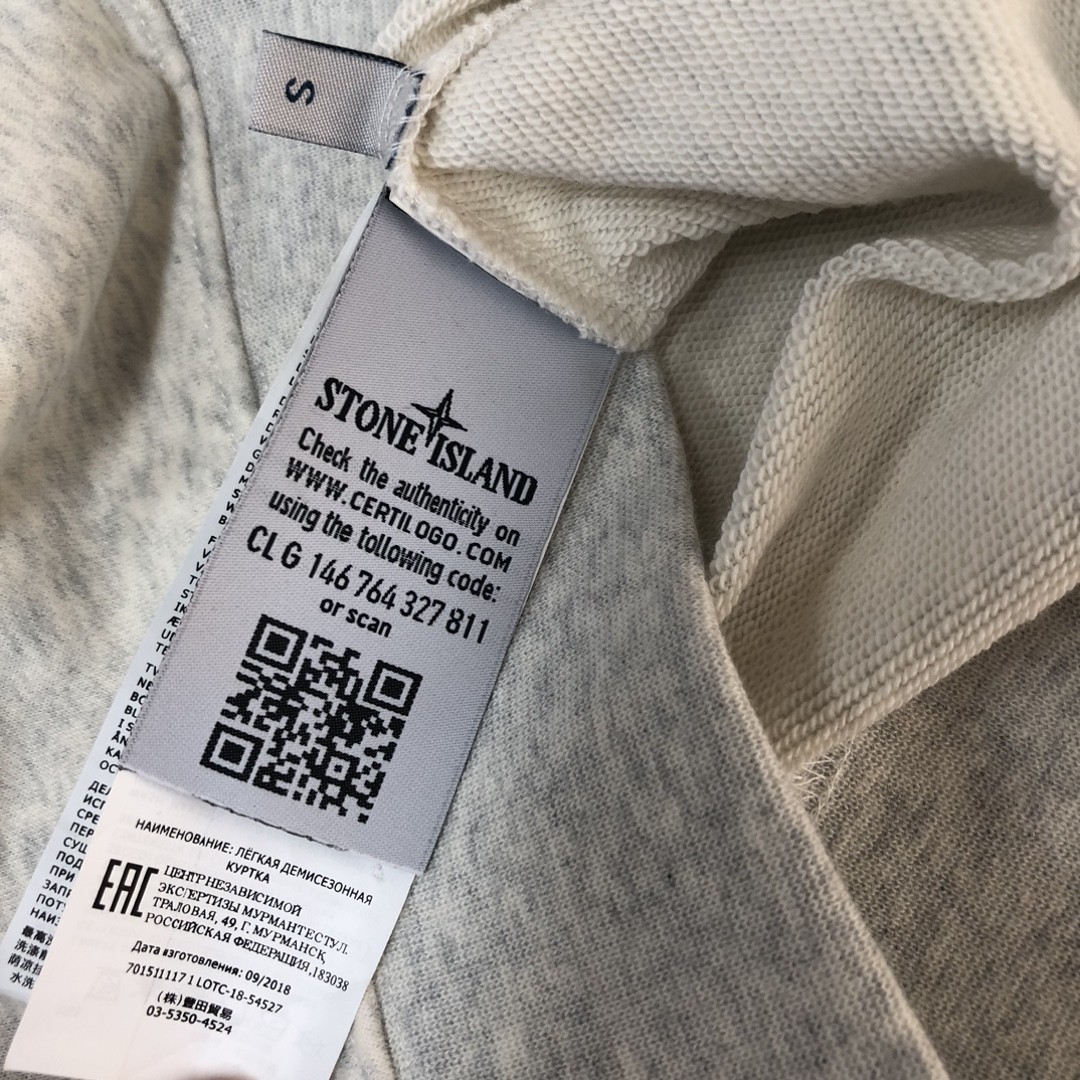 S
STONE ISLAND
Check the authenticity on
WWW.CERTILOGO.COM
using the tollowing code:
CLG 146 764 327 811
or scan
НАИМЕНОВАНИЕ: ЛЁГКАЯ ДЕМИСЕЗОННАЯ
КУРТКА
EAC
ЦЕНТР НЕЗАВИСИМОЙ
ЭКСПЕРТИЗЫ МУРМАНТЕСТ УЛ.
ТРАЛОВАЯ, 49, Г. МУРМАНСК,
РОССИЙСКАЯ ФЕДЕРАЦИЯ,183038
Дата изготовления: 09/2018
701511117 1 LOTC-18-54527
(株)豐田貿易
03-5350-4524